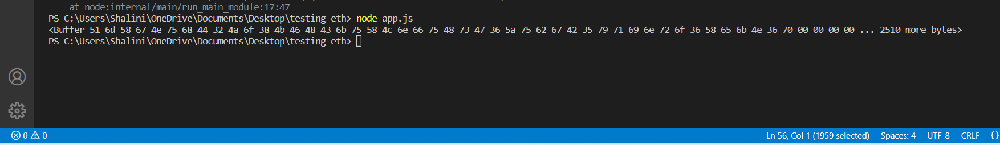 at node:internal/main/run_main_module:17:47
PS C:\Users\Shalini\OneDrive\Documents\Desktop\testing eth> node app.js
<Buffer 51 6d 58 67 4e 75 68 44 32 4a 6f 38 4b 46 48 43 6b 75 58 4c 6e 66 75 48 73 47 36 5a 75 62 67 42 35 79 71 69 6e 72 6f 36 58 65 6b 4e 36 70 00 00 00 00 ... 2510 more bytes>
PS C:\Users\Shalini\OneDrive\Documents\Desktop\testing eth>
0 0 Ln 56, Col 1 (1959 selected) Spaces: 4 UTF-8 CRLF {}